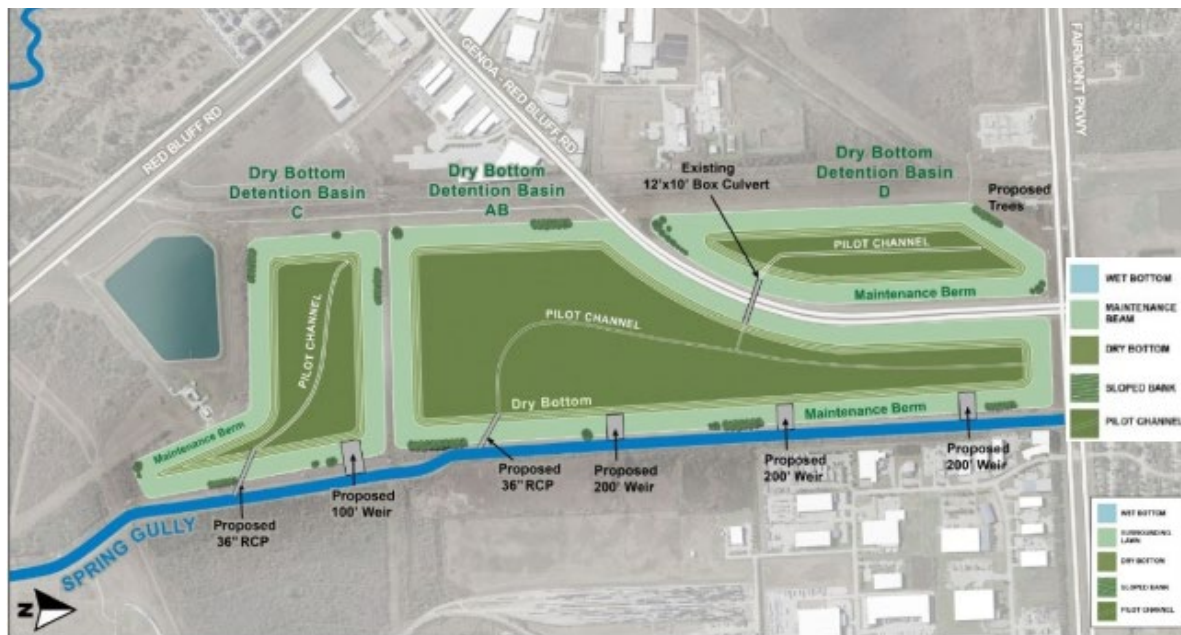 RED BLUFF RD
GENOA - RED BLUFF RD
FAIRMONT PKWY
Dry Bottom
Detention Basin
C
Dry Bottom
Detention Basin
AB
Existing
12'x10' Box Culvert
Dry Bottom
Detention Basin
D
Proposed
Trees
PILOT CHANNEL
Maintenance Berm
PILOT CHANNEL
PILOT CHANNEL
Dry Bottom
Maintenance Berm
Maintenance Berm
Proposed
36" RCP
Proposed
100' Weir
Proposed
36" RCP
Proposed
200' Weir
Proposed
200' Weir
Proposed
200' Weir
SPRING GULLY
N
WET BOTTOM
MAINTENANCE
BEAM
DRY BOTTOM
SLOPED BANK
PILOT CHANNEL
WET BOTTOM
SURROUNDING
LAWN
DRY BOTTOM
SLOPED BANK
PILOT CHANNEL